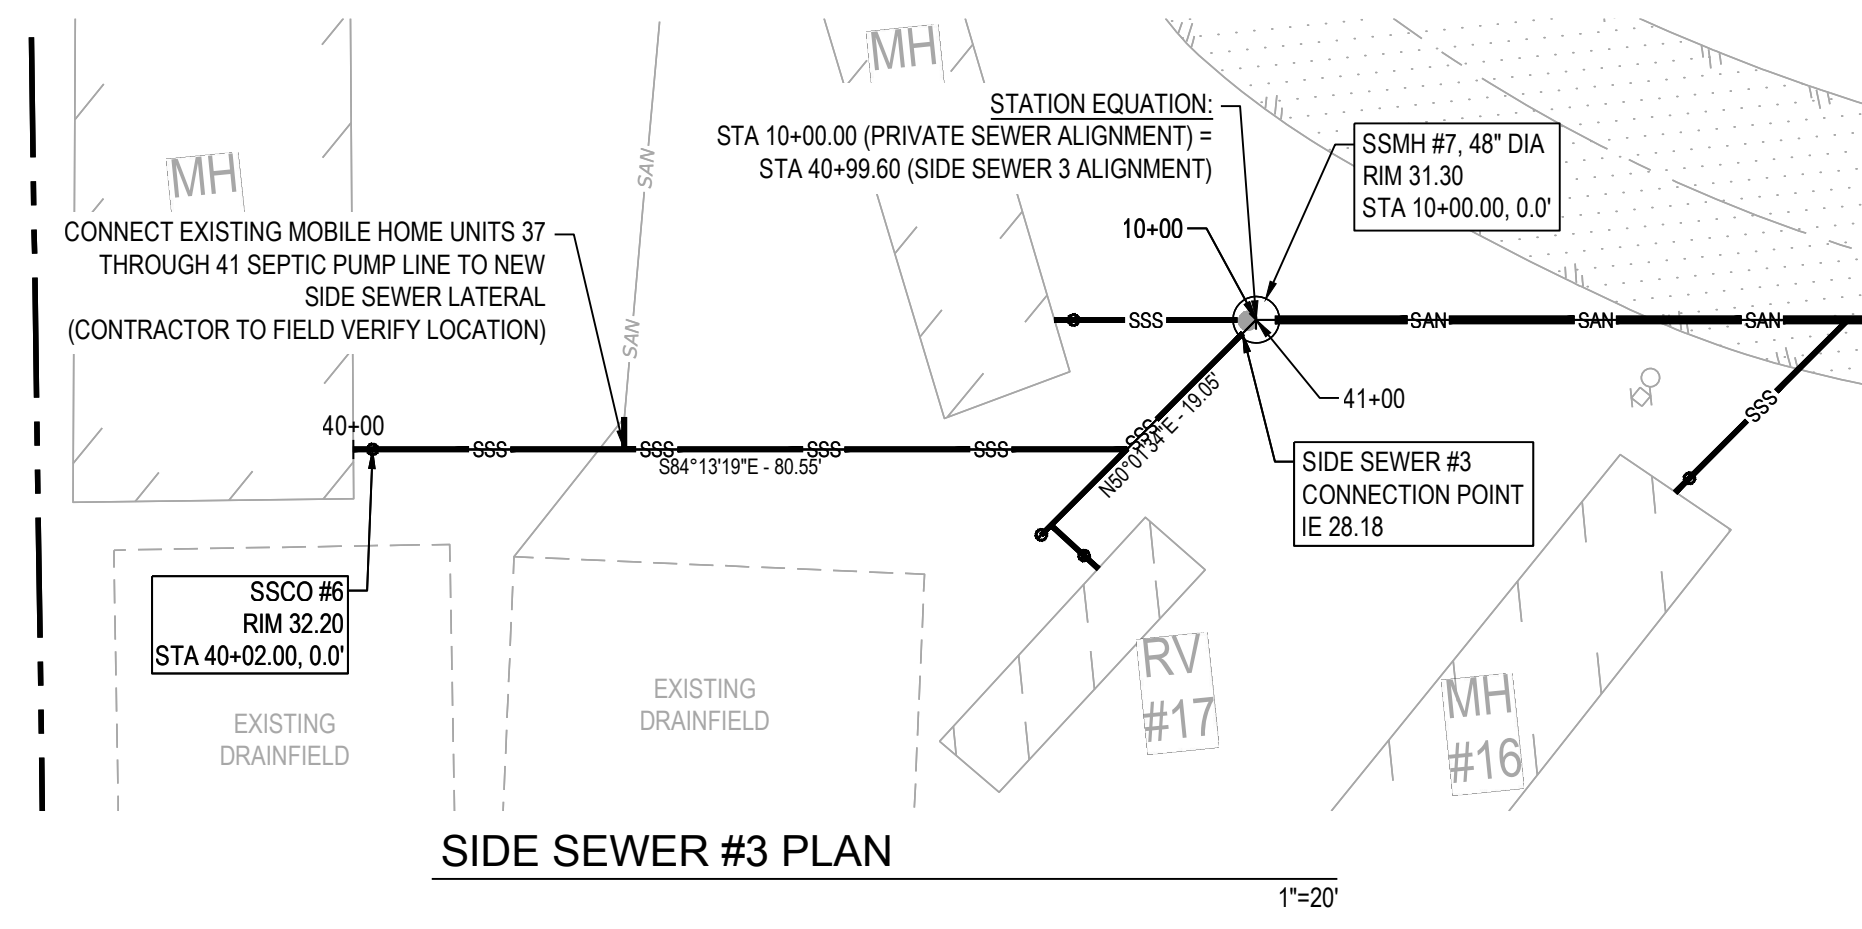 MH
MH
STATION EQUATION:
STA 10+00.00 (PRIVATE SEWER ALIGNMENT) =
STA 40+99.60 (SIDE SEWER 3 ALIGNMENT)
SSMH #7, 48" DIA
RIM 31.30
STA 10+00.00, 0.0'
SAN
10+00
CONNECT EXISTING MOBILE HOME UNITS 37
THROUGH 41 SEPTIC PUMP LINE TO NEW
SIDE SEWER LATERAL
(CONTRACTOR TO FIELD VERIFY LOCATION)
SAN
SSS
SAN
SAN
SAN
41+00
SSS
40+00
SSS
SSS
SSS
SSS
SSS
S84°13'19"E - 80.55'
N50°01'34"E - 19.05'
SIDE SEWER #3
CONNECTION POINT
IE 28.18
SSCO #6
RIM 32.20
STA 40+02.00, 0.0'
EXISTING
DRAINFIELD
EXISTING
DRAINFIELD
RV
#17
MH
#16
SIDE SEWER #3 PLAN
1"=20'